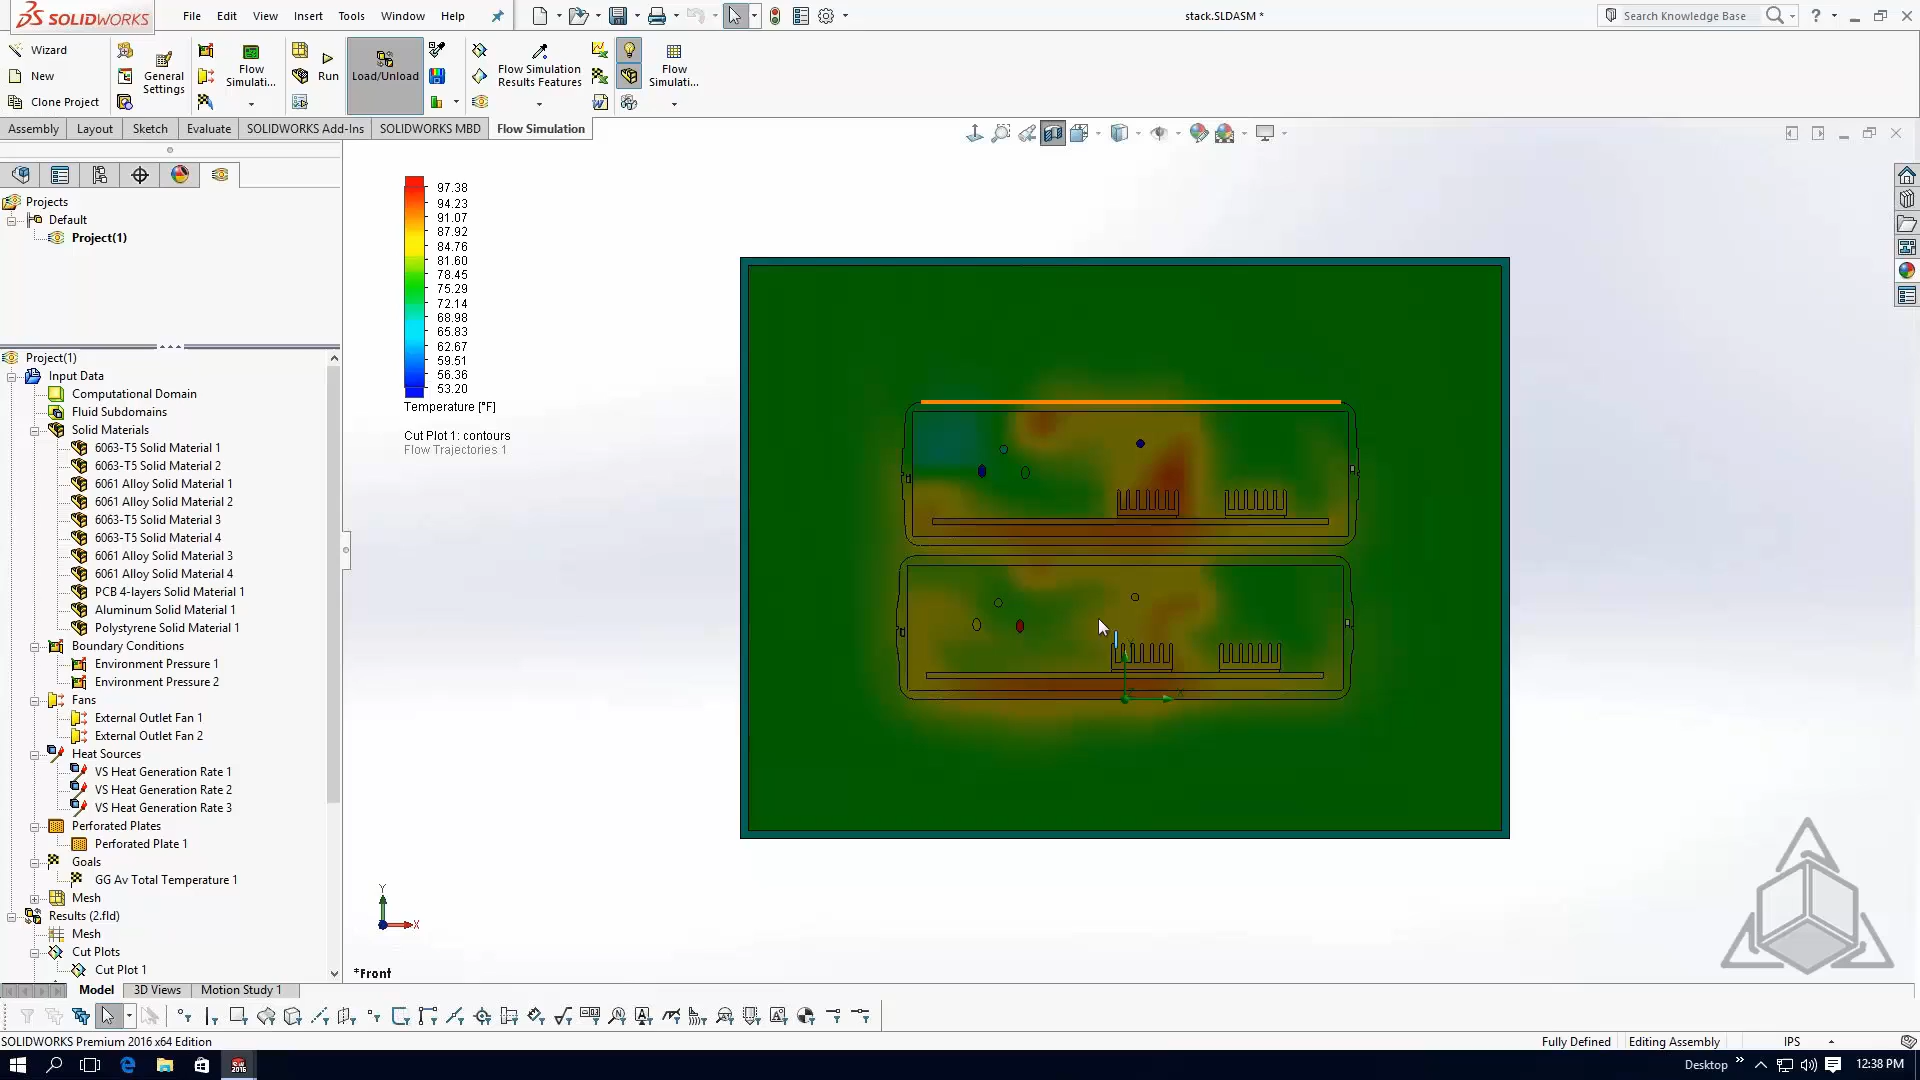 SOLIDWORKS
File Edit View Insert Tools Window Help
stack.SLDASM *
Search Knowledge Base
Wizard
New
Clone Project
General
Settings
Flow
Simulati...
Run
Load/Unload
Flow Simulation
Results Features
Flow
Simulati...
Assembly Layout Sketch Evaluate SOLIDWORKS Add-Ins SOLIDWORKS MBD Flow Simulation
Projects
Default
Project(1)
Project(1)
Input Data
Computational Domain
Fluid Subdomains
Solid Materials
6063-T5 Solid Material 1
6063-T5 Solid Material 2
6061 Alloy Solid Material 1
6061 Alloy Solid Material 2
6063-T5 Solid Material 3
6063-T5 Solid Material 4
6061 Alloy Solid Material 3
6061 Alloy Solid Material 4
PCB 4-layers Solid Material 1
Aluminum Solid Material 1
Polystyrene Solid Material 1
Boundary Conditions
Environment Pressure 1
Environment Pressure 2
Fans
External Outlet Fan 1
External Outlet Fan 2
Heat Sources
VS Heat Generation Rate 1
VS Heat Generation Rate 2
VS Heat Generation Rate 3
Perforated Plates
Perforated Plate 1
Goals
GG Av Total Temperature 1
Mesh
Results (2.fld)
Mesh
Cut Plots
Cut Plot 1
97.38
94.23
91.07
87.92
84.76
81.60
78.45
75.29
72.14
68.98
65.83
62.67
59.51
56.36
53.20
Temperature [°F]
Cut Plot 1: contours
Flow Trajectories 1
Y
X
*Front
Model 3D Views Motion Study 1
SOLIDWORKS Premium 2016 x64 Edition
Fully Defined Editing Assembly IPS
Desktop
12:38 PM